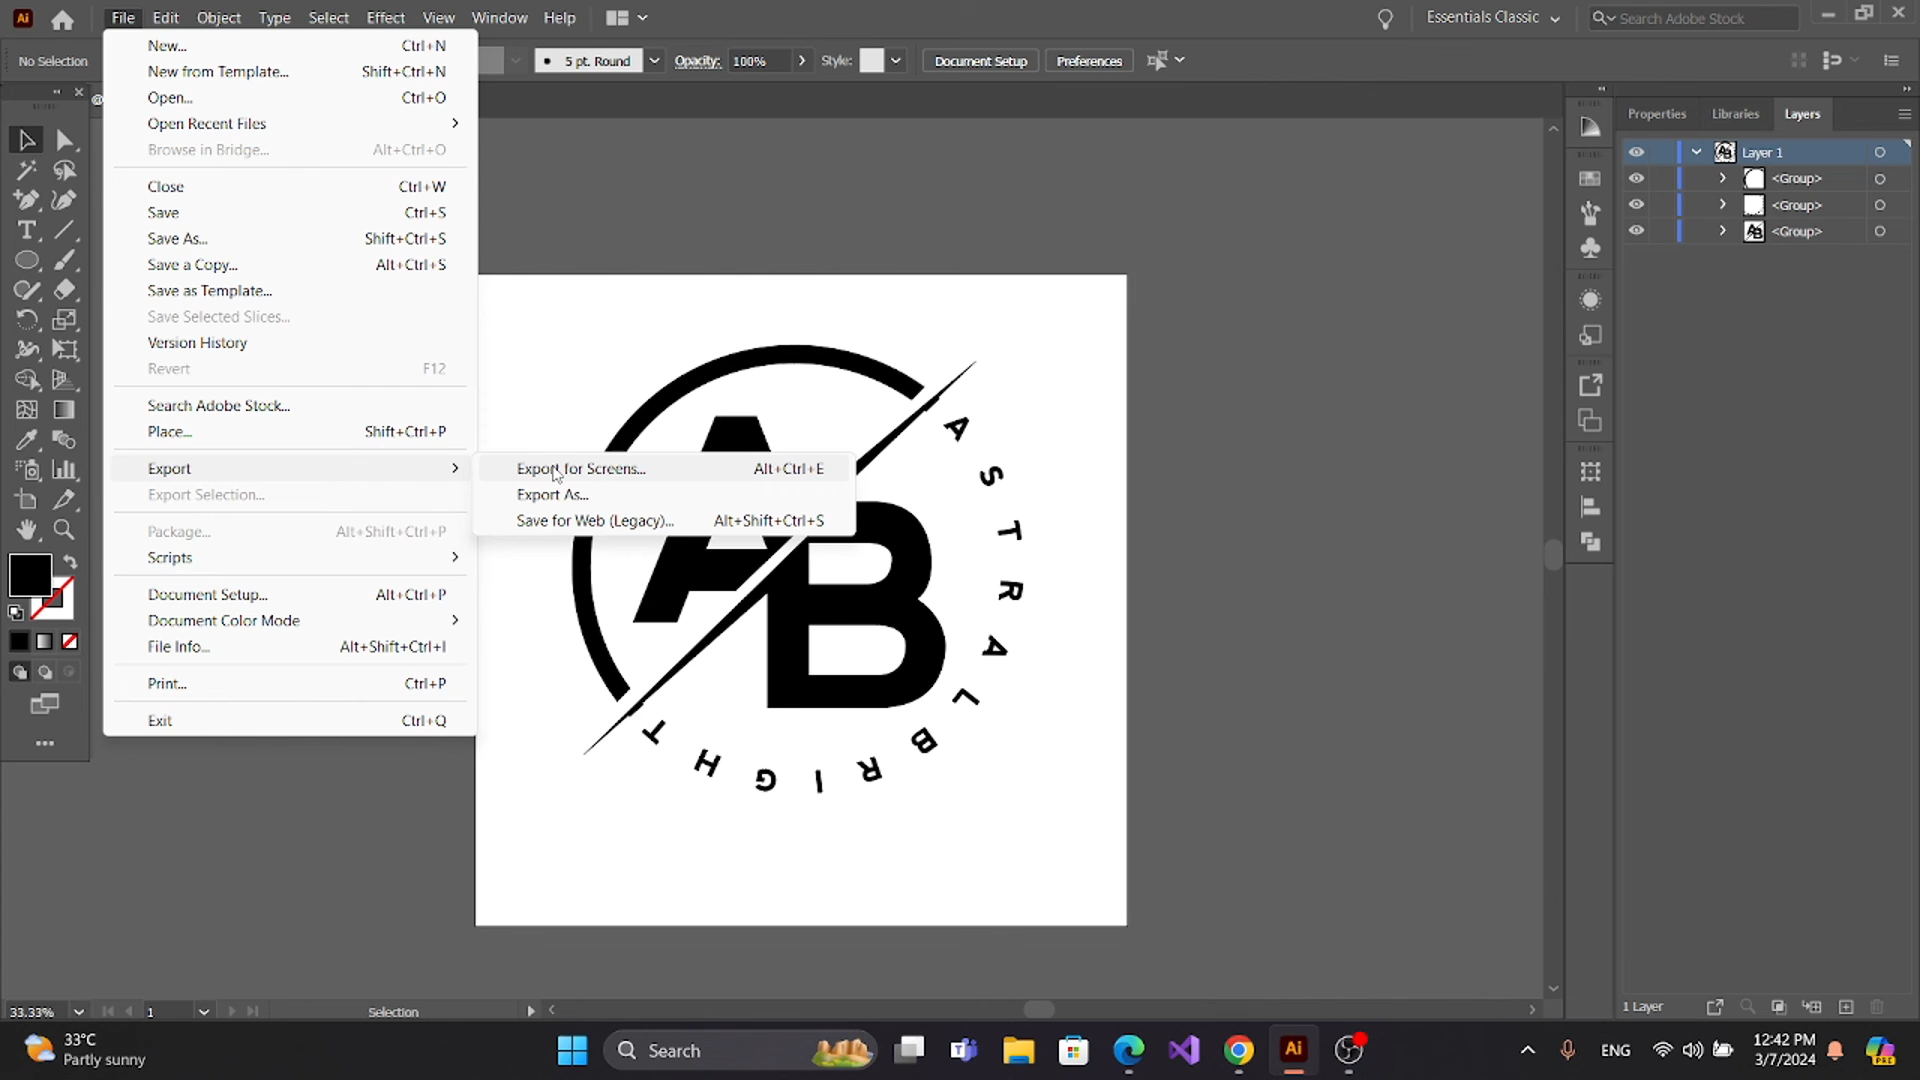 Ai File Edit Object Type Select Effect View Window Help Essentials Classic Search Adobe Stock
No Selection 5 pt. Round Opacity: 100% Style: Document Setup Preferences
New... Ctrl+N
New from Template... Shift+Ctrl+N
Open... Ctrl+O
Open Recent Files
Browse in Bridge... Alt+Ctrl+O
Close Ctrl+W
Save Ctrl+S
Save As... Shift+Ctrl+S
Save a Copy... Alt+Ctrl+S
Save as Template...
Save Selected Slices...
Version History
Revert F12
Search Adobe Stock...
Place... Shift+Ctrl+P
Export
Export Selection...
Package... Alt+Shift+Ctrl+P
Scripts
Document Setup... Alt+Ctrl+P
Document Color Mode
File Info... Alt+Shift+Ctrl+I
Print... Ctrl+P
Exit Ctrl+Q
Export for Screens... Alt+Ctrl+E
Export As...
Save for Web (Legacy)... Alt+Shift+Ctrl+S
AB
ASTRALBRIGHT
Properties Libraries Layers
Layer 1
<Group>
<Group>
<Group>
1 Layer
33.33% 1 Selection
33°C
Partly sunny
Search
Ai
ENG
12:42 PM
3/7/2024
PRE